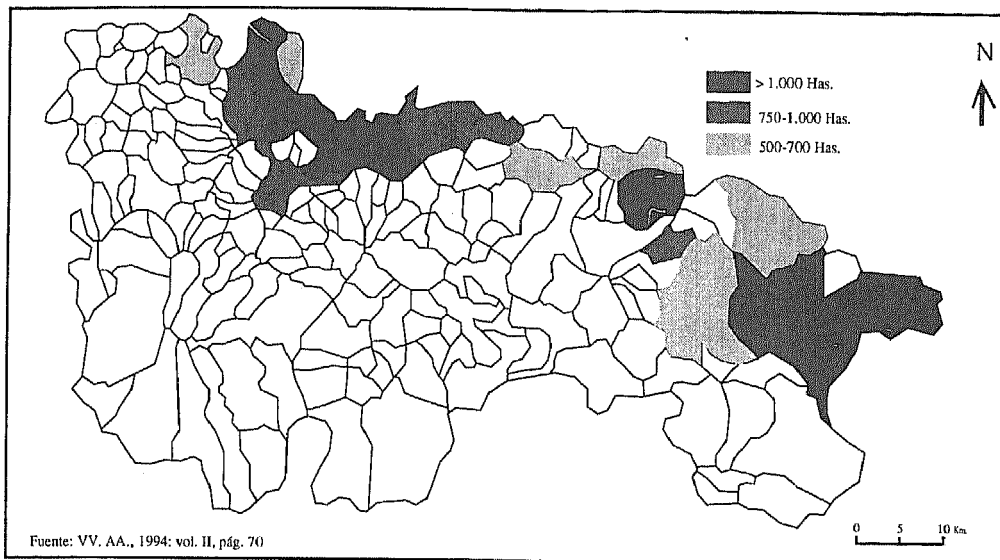 N
> 1.000 Has.
750-1.000 Has.
500-700 Has.
Fuente: VV. AA., 1994: vol. II, pág. 70
0 5 10 Km.